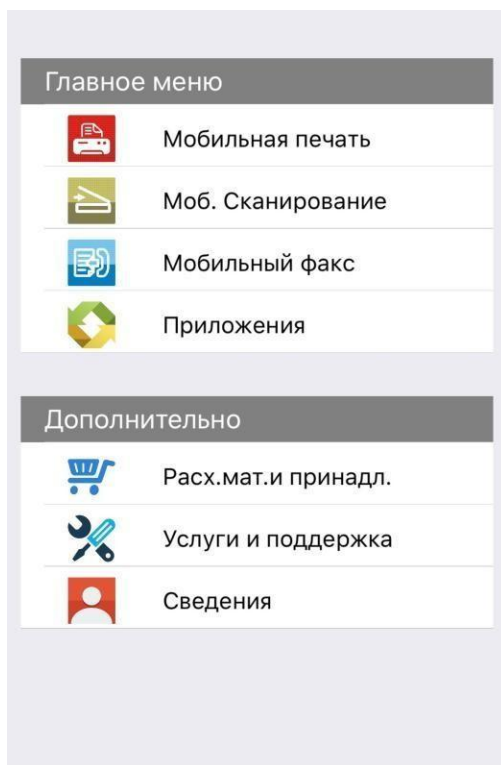 Главное меню
Мобильная печать
Моб. Сканирование
Мобильный факс
Приложения
Дополнительно
Расх.мат.и принадл.
Услуги и поддержка
Сведения